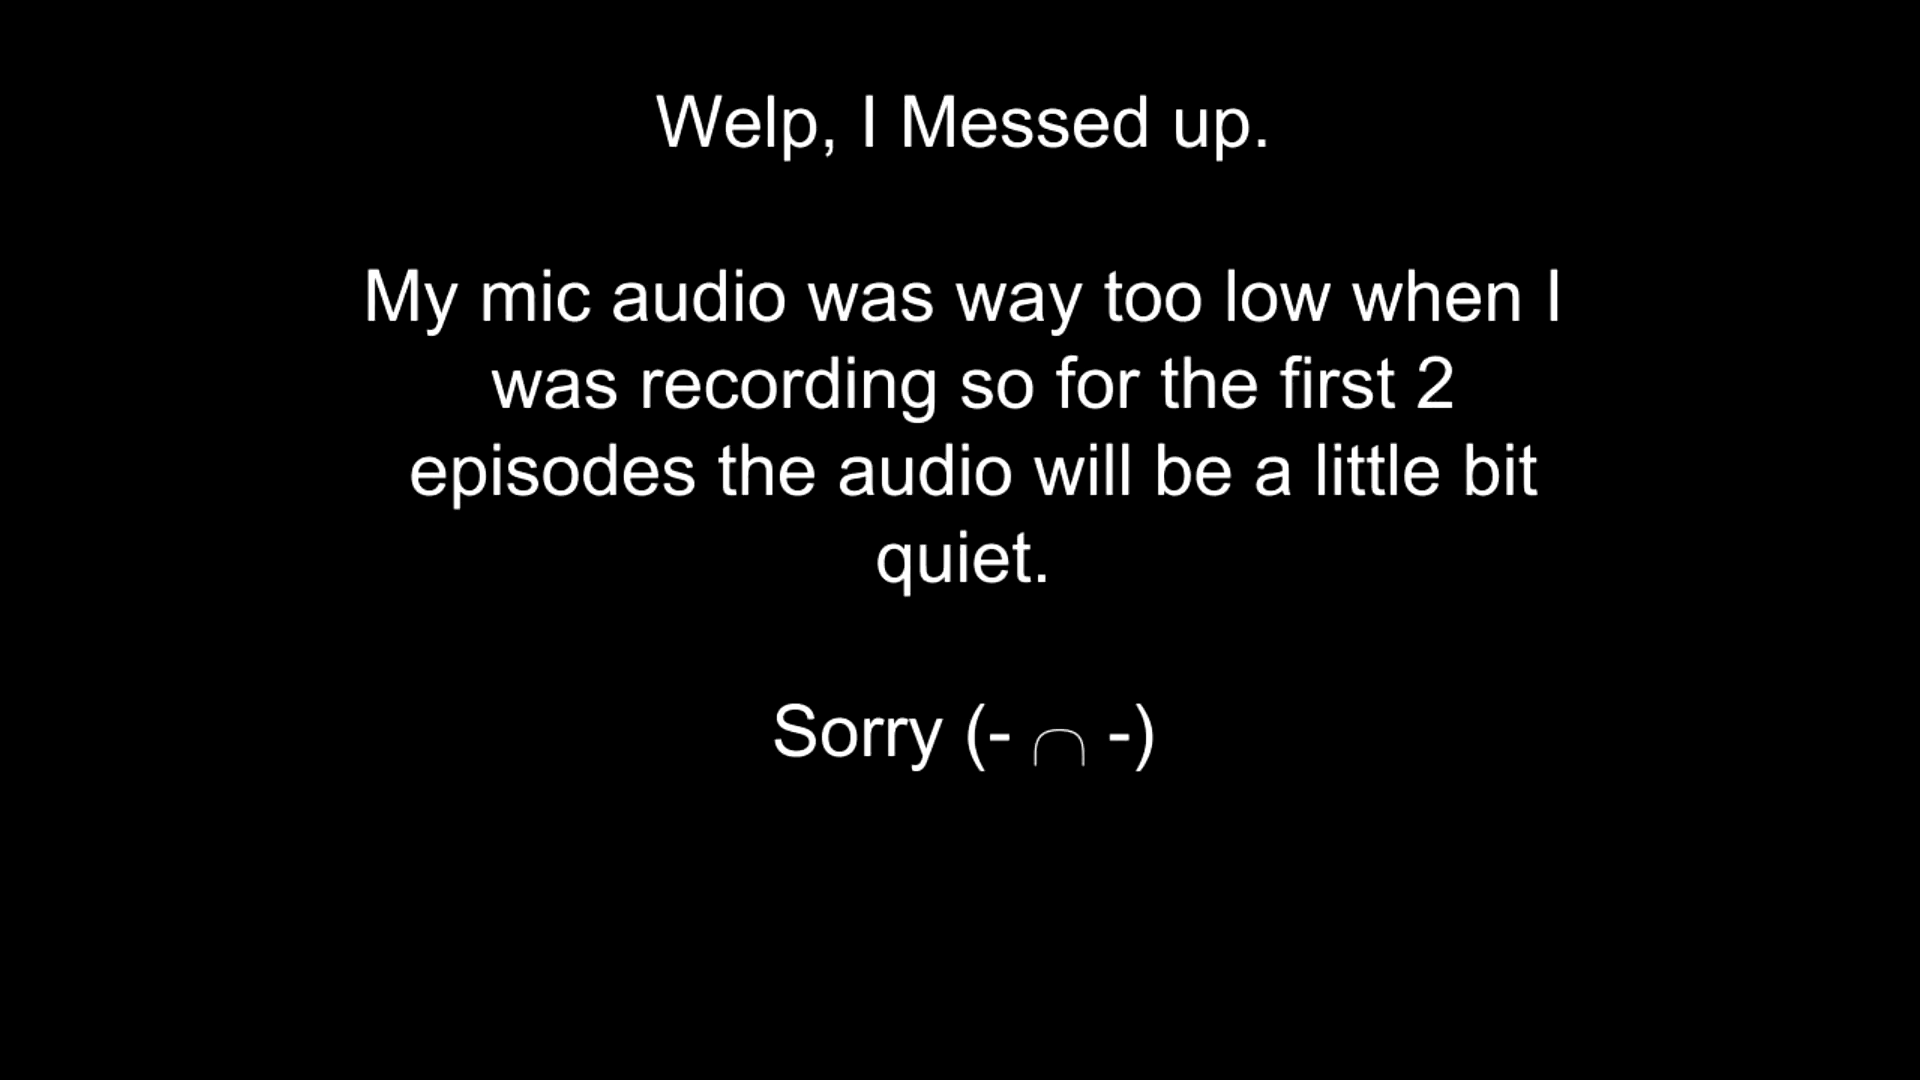 Welp, I Messed up.
My mic audio was way too low when I
was recording so for the first 2
episodes the audio will be a little bit
quiet.
Sorry (- ∩ -)